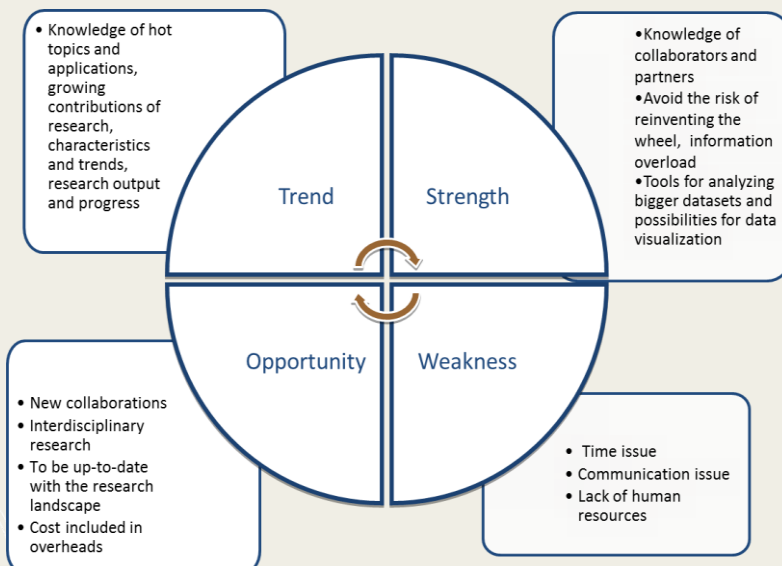 • Knowledge of hot
topics and
applications,
growing
contributions of
research,
characteristics
and trends,
research output
and progress
•Knowledge of
collaborators and
partners
•Avoid the risk of
reinventing the
wheel, information
overload
•Tools for analyzing
bigger datasets and
possibilities for data
visualization
Trend
Strength
Opportunity
Weakness
• New collaborations
• Interdisciplinary
research
• To be up-to-date
with the research
landscape
• Cost included in
overheads
• Time issue
• Communication issue
• Lack of human
resources